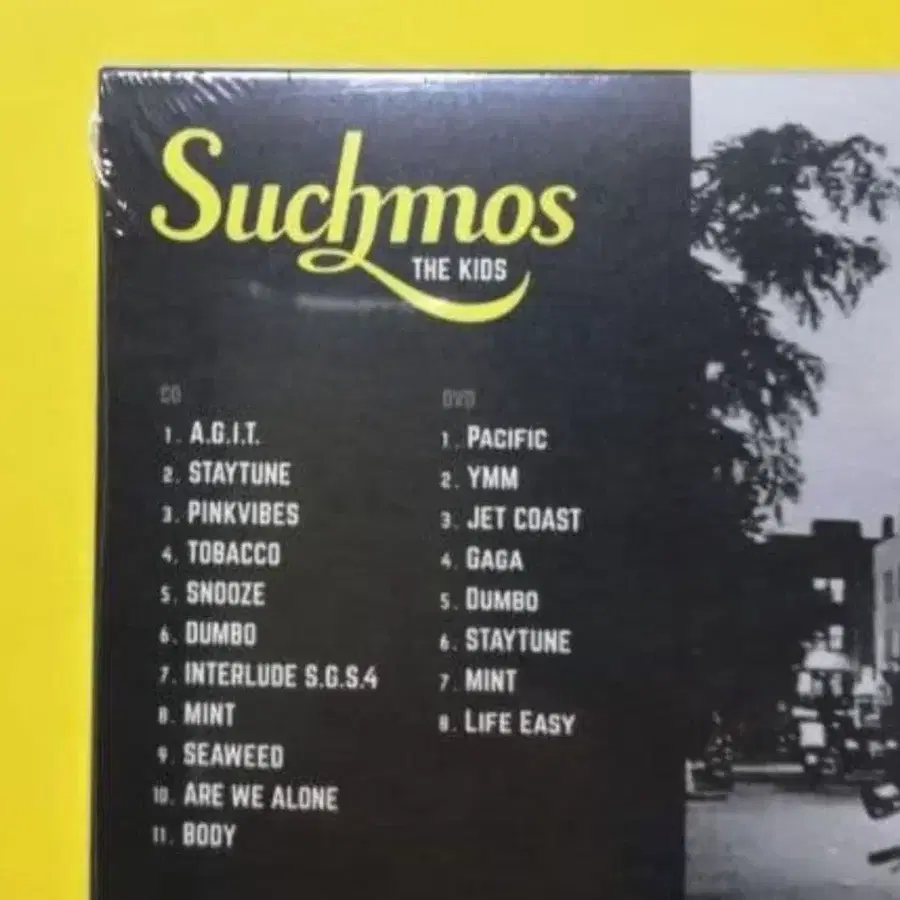 Suchmos
THE KIDS
CD
1. A.G.I.T.
2. STAYTUNE
3. PINKVIBES
4. TOBACCO
5. SNOOZE
6. DUMBO
7. INTERLUDE S.G.S.4
8. MINT
9. SEAWEED
10. ARE WE ALONE
11. BODY
DVD
1. PACIFIC
2. YMM
3. JET COAST
4. GAGA
5. DUMBO
6. STAYTUNE
7. MINT
8. LIFE EASY